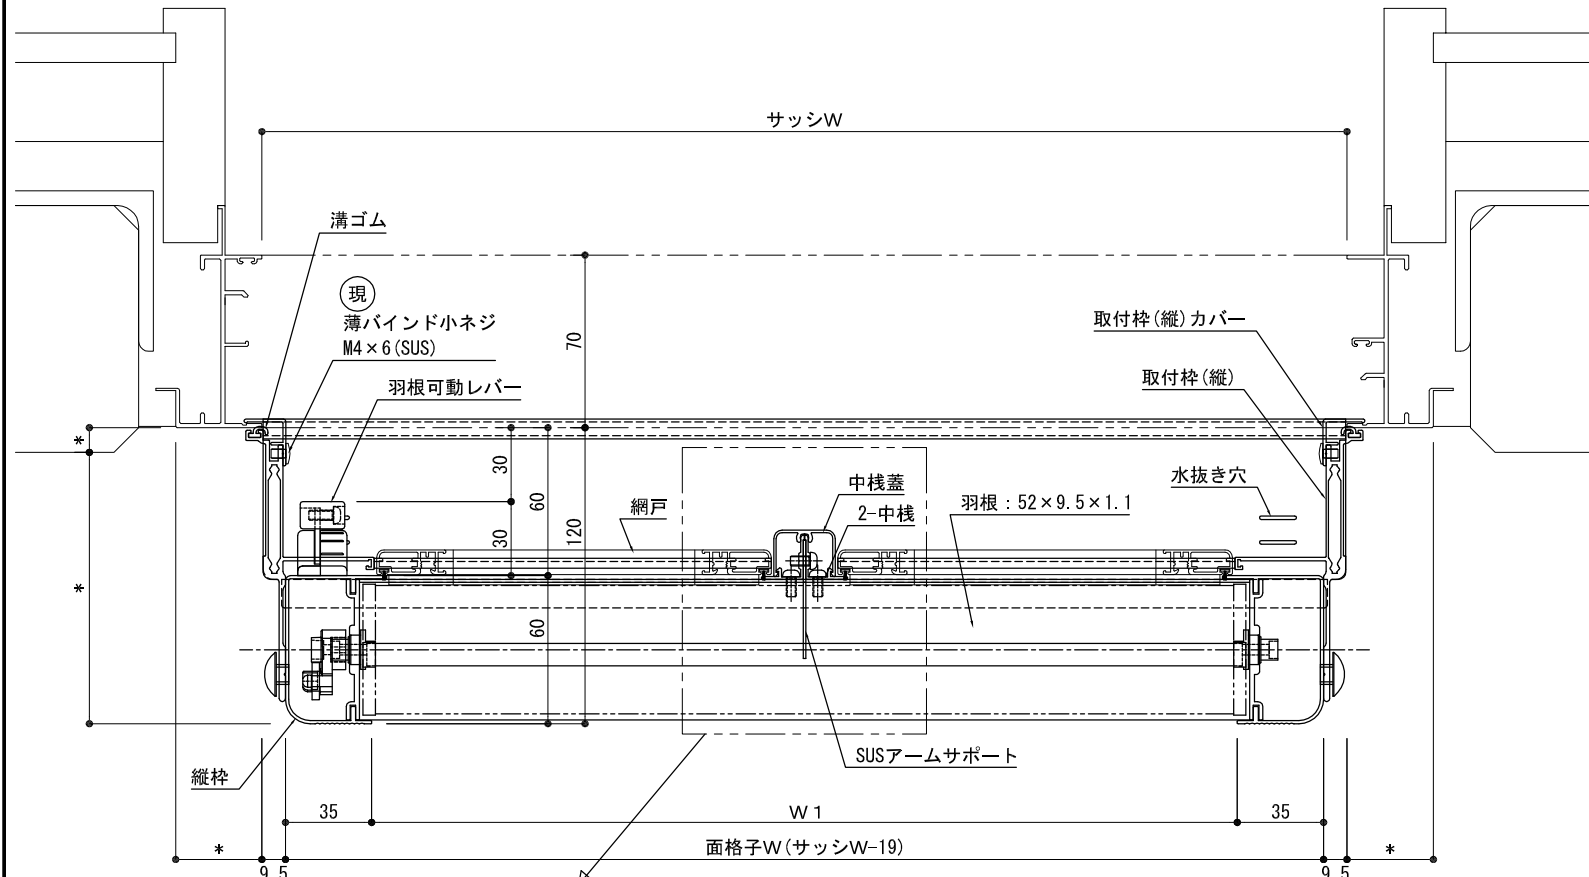 サッシW
溝ゴム
現
薄バインド小ネジ
M4×6(SUS)
羽根可動レバー
70
取付枠(縦)カバー
取付枠(縦)
*
30
60
30
120
網戸
中桟蓋
2-中桟
羽根：52×9.5×1.1
水抜き穴
*
60
縦枠
SUSアームサポート
35
W1
35
*
面格子W(サッシW-19)
*
9.5
9.5